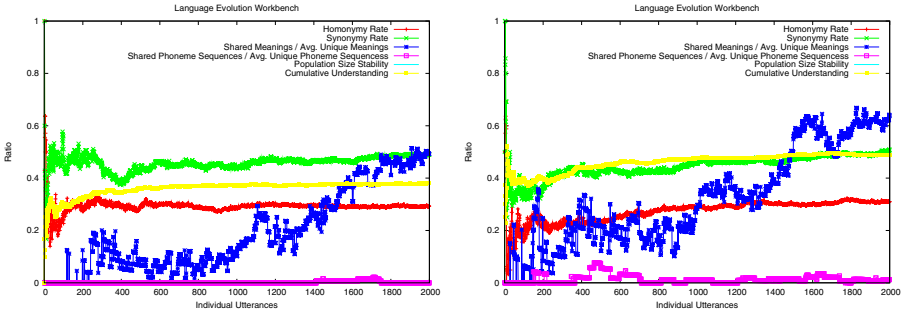 Language Evolution Workbench
1
0.8
0.6
0.4
0.2
0
Ratio
Homonymy Rate
Synonymy Rate
Shared Meanings / Avg. Unique Meanings
Shared Phoneme Sequences / Avg. Unique Phoneme Sequencess
Population Size Stability
Cumulative Understanding
0 200 400 600 800 1000 1200 1400 1600 1800 2000
Individual Utterances
Language Evolution Workbench
1
0.8
0.6
0.4
0.2
0
Ratio
Homonymy Rate
Synonymy Rate
Shared Meanings / Avg. Unique Meanings
Shared Phoneme Sequences / Avg. Unique Phoneme Sequencess
Population Size Stability
Cumulative Understanding
0 200 400 600 800 1000 1200 1400 1600 1800 2000
Individual Utterances